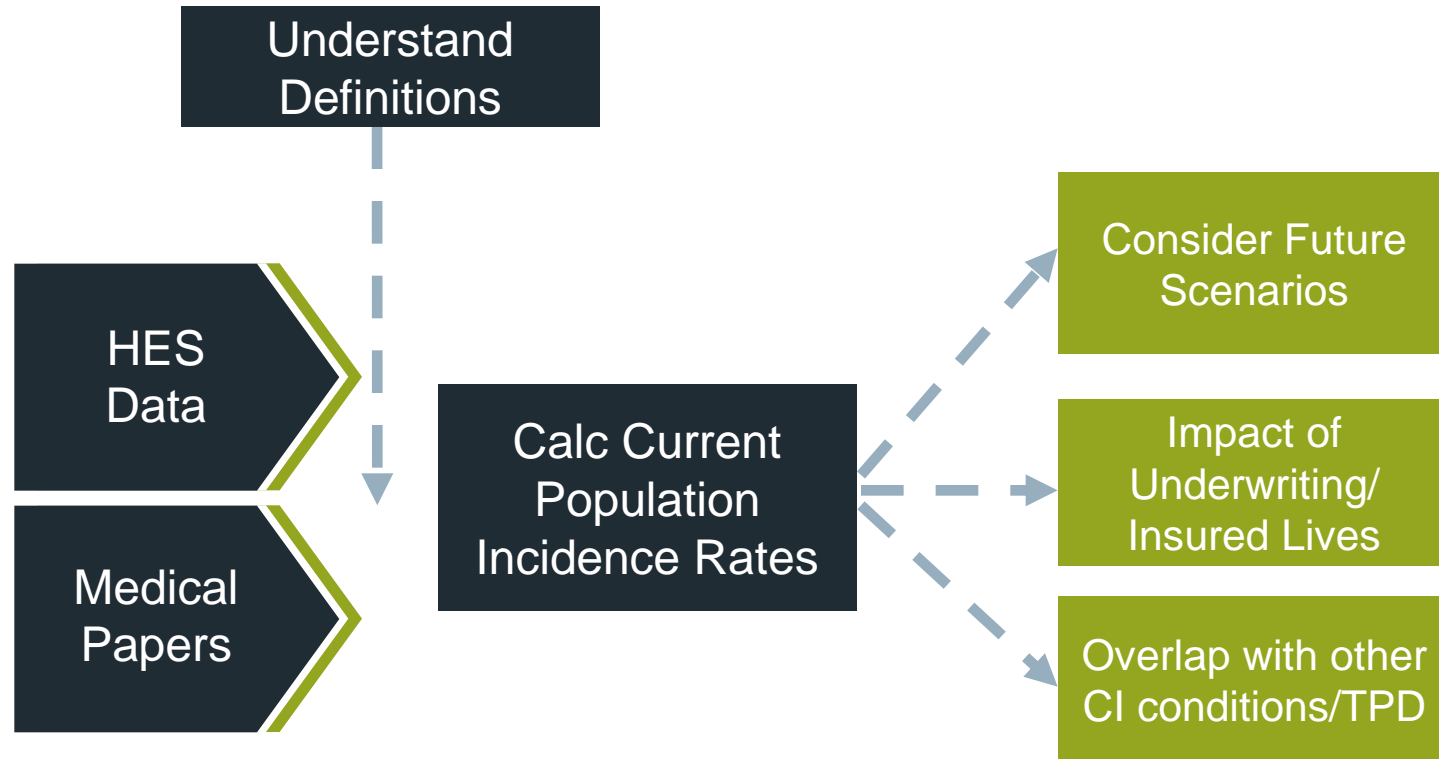 Understand
Definitions
HES
Data
Medical
Papers
Calc Current
Population
Incidence Rates
Consider Future
Scenarios
Impact of
Underwriting/
Insured Lives
Overlap with other
CI conditions/TPD